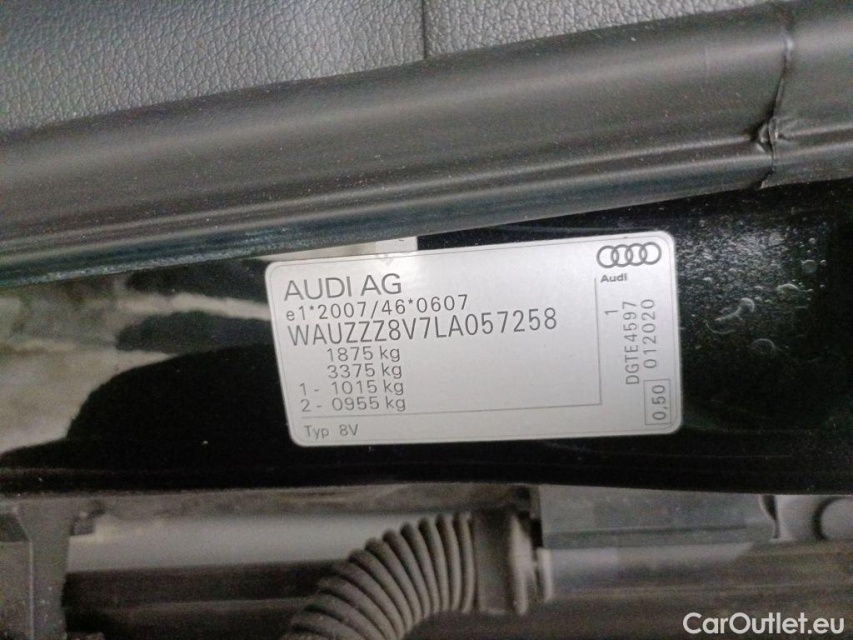 AUDI AG
e1*2007/46*0607
WAUZZZ8V7LA057258
1875 kg
3375 kg
1 - 1015 kg
2 - 0955 kg
Typ 8V
Audi
1
DGTE4597
012020
0,50
CarOutlet.eu